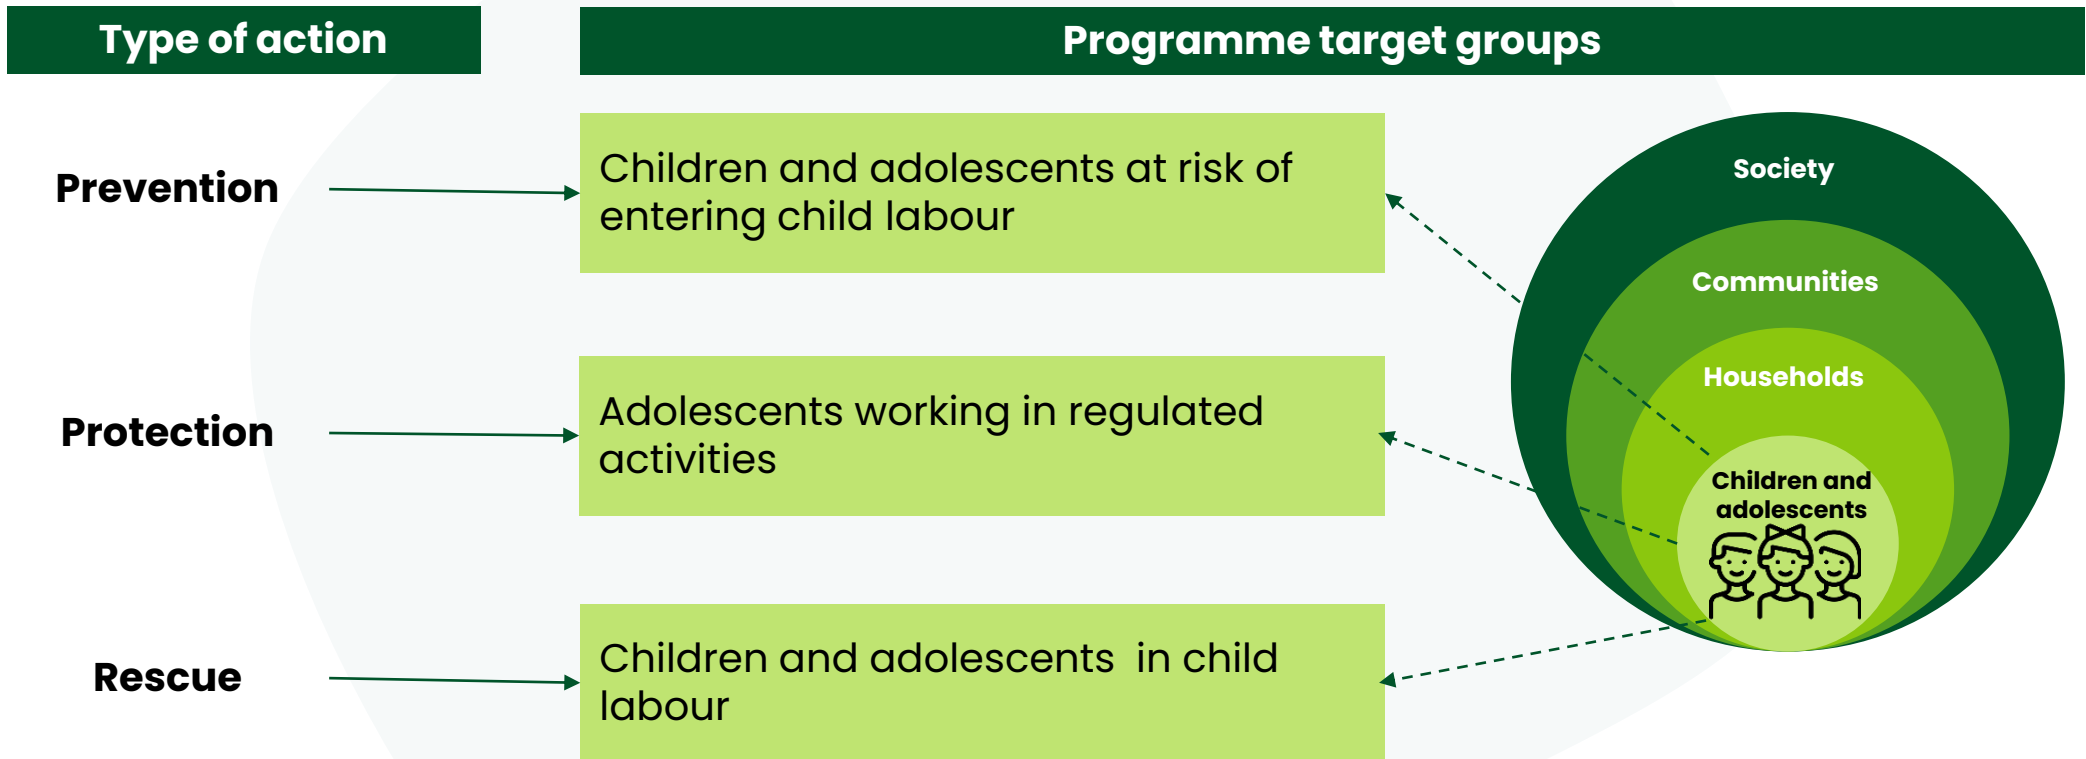 Type of action
Programme target groups
Prevention
Children and adolescents at risk of
entering child labour
Protection
Adolescents working in regulated
activities
Rescue
Children and adolescents  in child
labour
Society
Communities
Households
Children and
adolescents